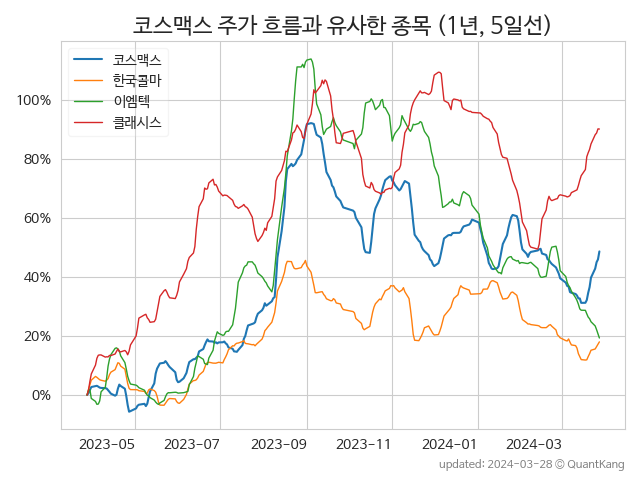 코스맥스 주가 흐름과 유사한 종목 (1년, 5일선)
코스맥스
한국콜마
이엠텍
클래시스
100%
80%
60%
40%
20%
0%
2023-05 2023-07 2023-09 2023-11 2024-01 2024-03
updated: 2024-03-28 © QuantKang